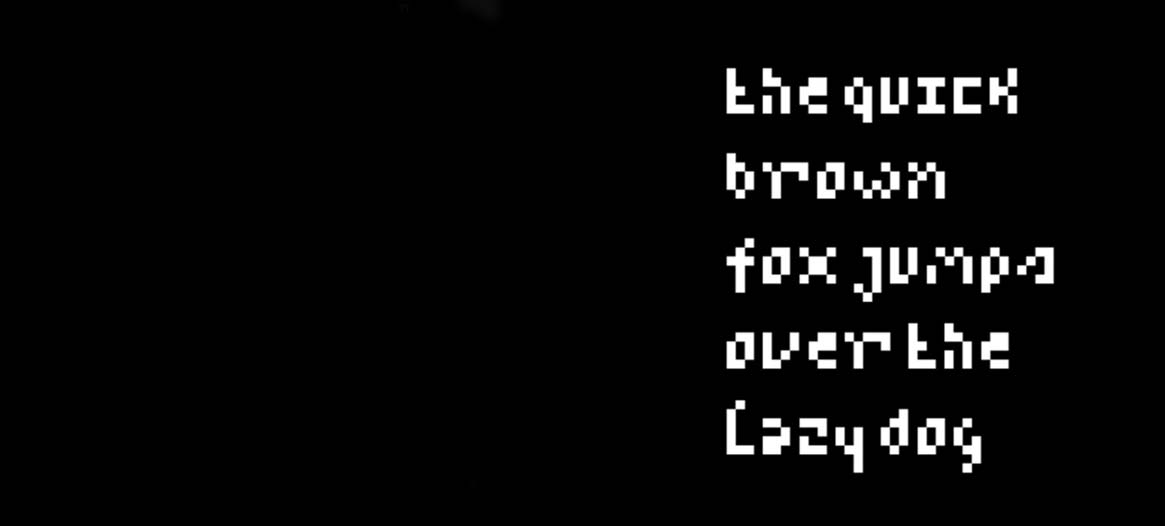 the quick
brown
fox jumps
over the
lazy dog